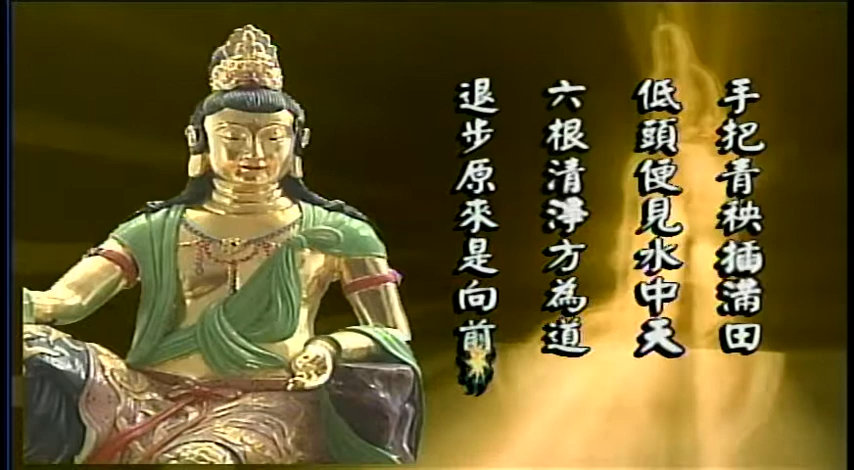 手把青秧插滿田
低頭便見水中天
六根清淨方為道
退步原來是向前